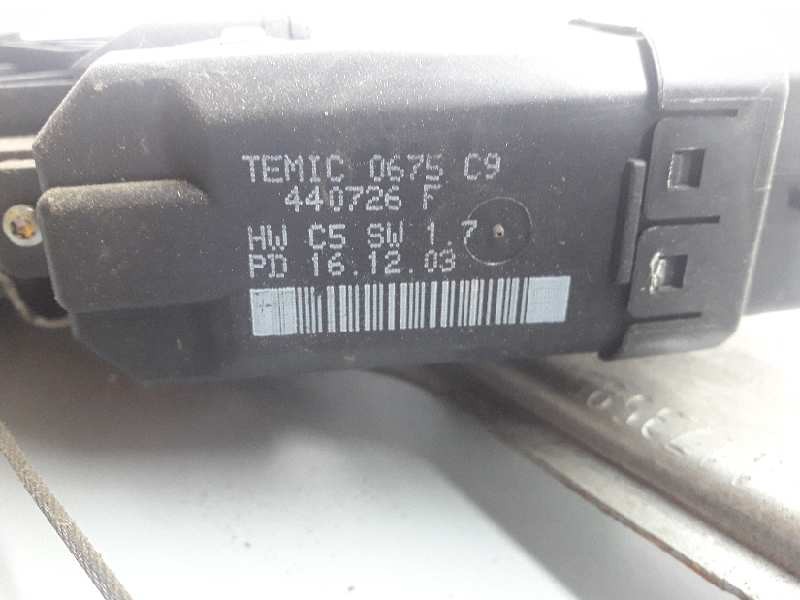 TEMIC 0675 C9
440726 F
HW C5 SW 1.7
PD 16.12.03